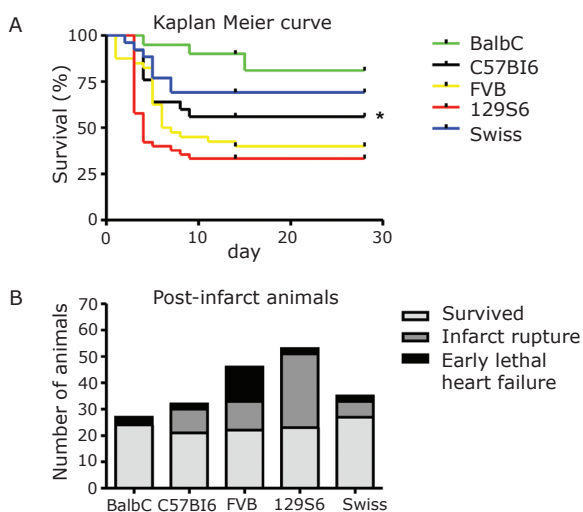 A
Kaplan Meier curve
Survival (%)
100
75
50
25
0
0
10
20
30
day
*
BalbC
C57Bl6
FVB
129S6
Swiss
B
Post-infarct animals
Number of animals
70
60
50
40
30
20
10
0
BalbC C57Bl6 FVB 129S6 Swiss
Survived
Infarct rupture
Early lethal
heart failure